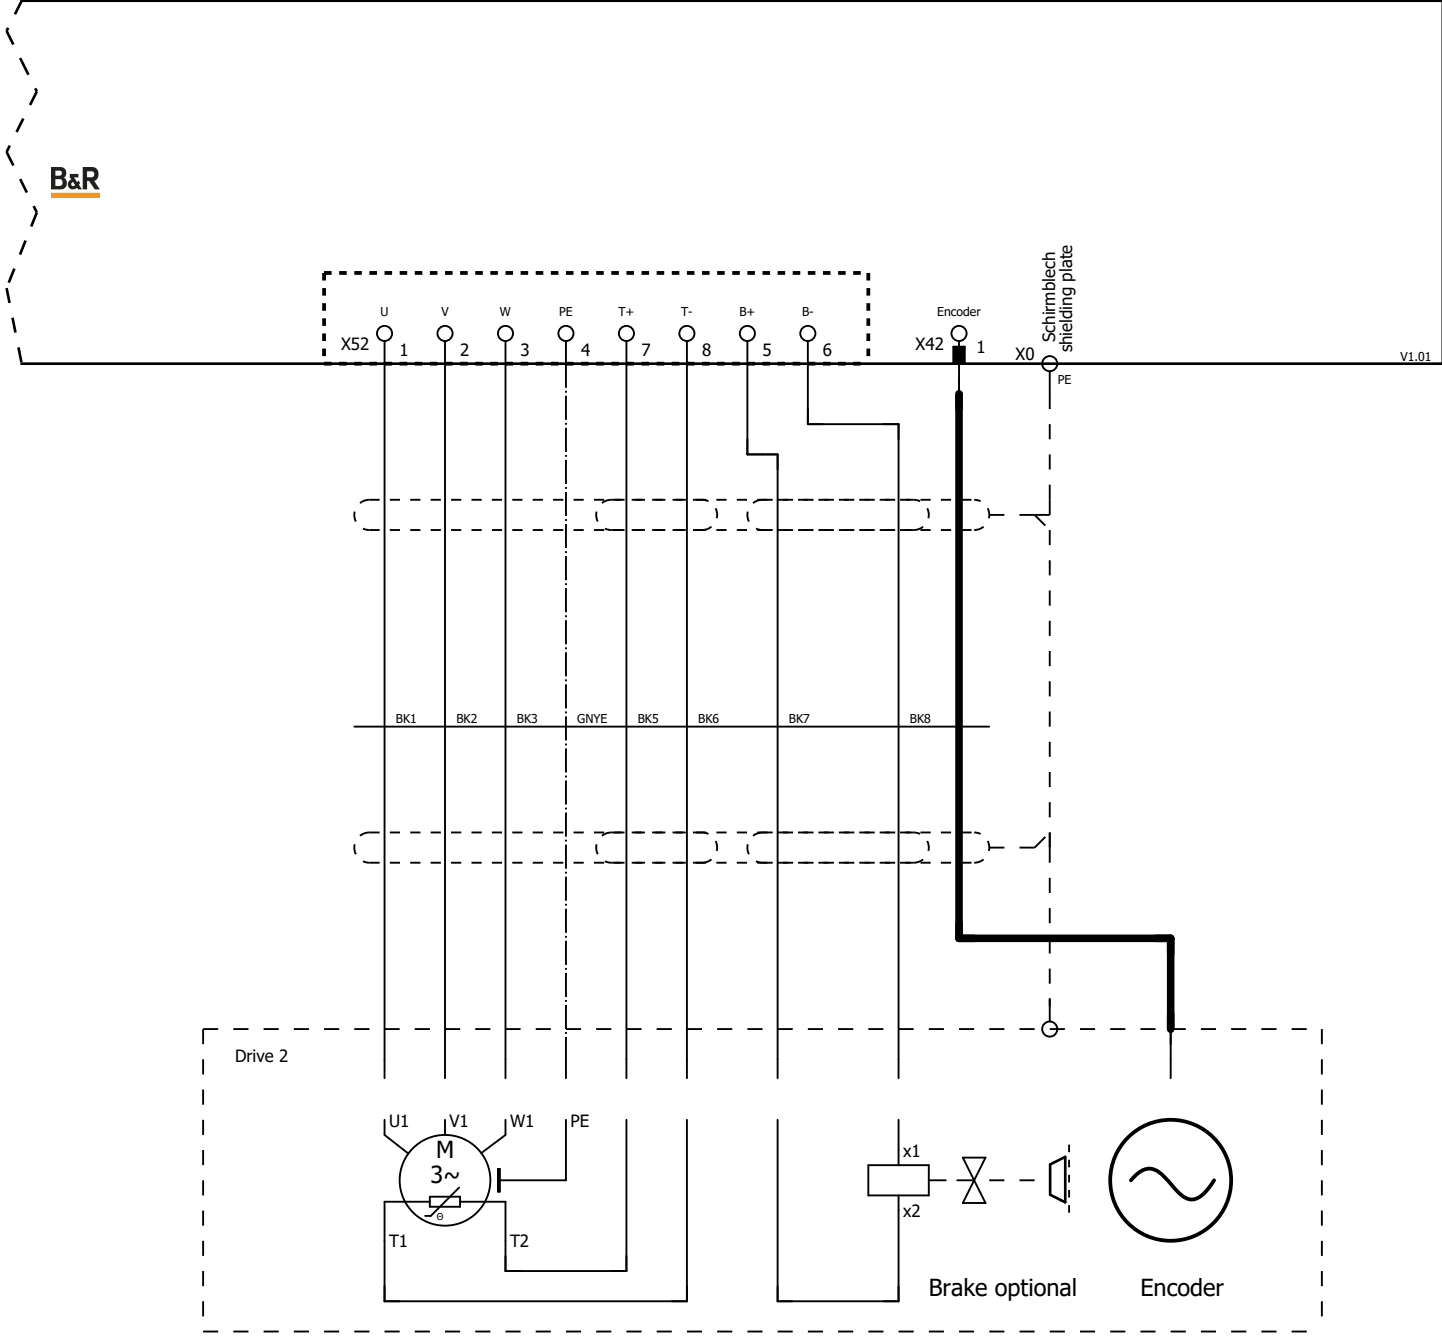 B&R
Schirmblech
shielding plate
U V W PE T+ T- B+ B- Encoder
X52 1 2 3 4 7 8 5 6 X42 1 X0
V1.01
PE
BK1 BK2 BK3 GNYE BK5 BK6 BK7 BK8
Drive 2
U1 V1 W1 PE
M
3~
x1
Θ
x2
T1 T2
Brake optional Encoder